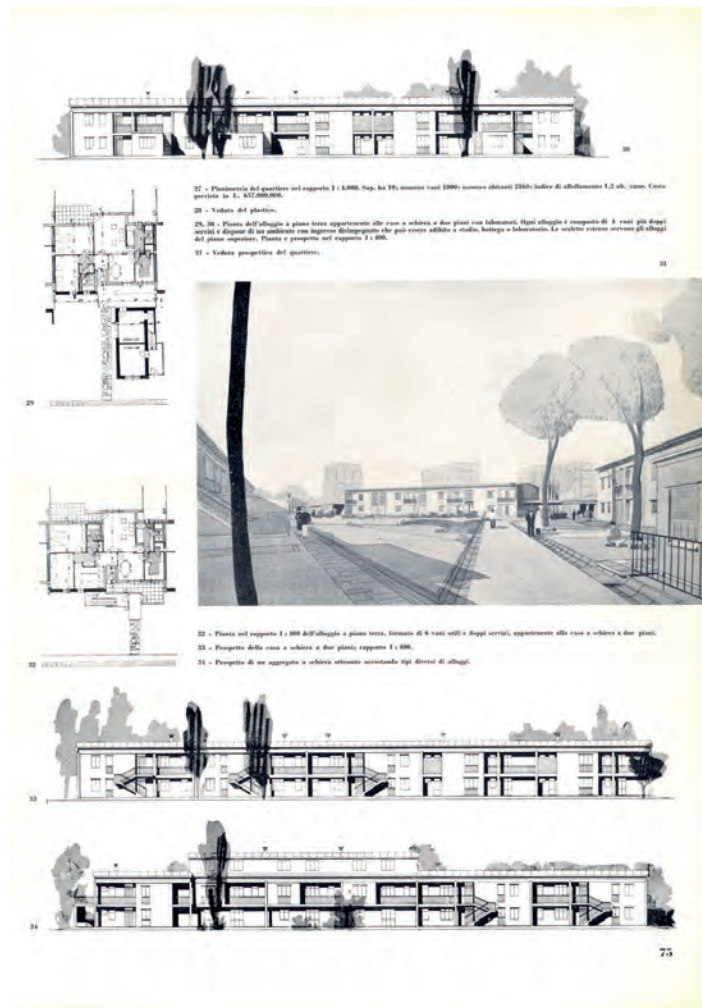 30
27 - Planimetria del quartiere nel rapporto 1 : 4.000. Sup. ha 10; numero vani 1800; numero abitanti 2160; indice di affollamento 1,2 ab. vano. Costo
previsto in L. 657.000.000.
28 - Veduta del plastico.
29, 30 - Pianta dell'alloggio a piano terra appartenente alle case a schiera a due piani con laboratori. Ogni alloggio è composto di 4 vani più doppi
servizi e dispone di un ambiente con ingresso disimpegnato che può essere adibito a studio, bottega o laboratorio. Le scalette esterne servono gli alloggi
del piano superiore. Pianta e prospetto nel rapporto 1 : 400.
31 - Veduta prospettica del quartiere.
31
29
32 - Pianta nel rapporto 1 : 400 dell'alloggio a piano terra, formato di 6 vani utili e doppi servizi, appartenente alla casa a schiera a due piani.
33 - Prospetto della casa a schiera a due piani; rapporto 1 : 400.
34 - Prospetto di un aggregato a schiera ottenuto accostando tipi diversi di alloggi.
32
33
34
75